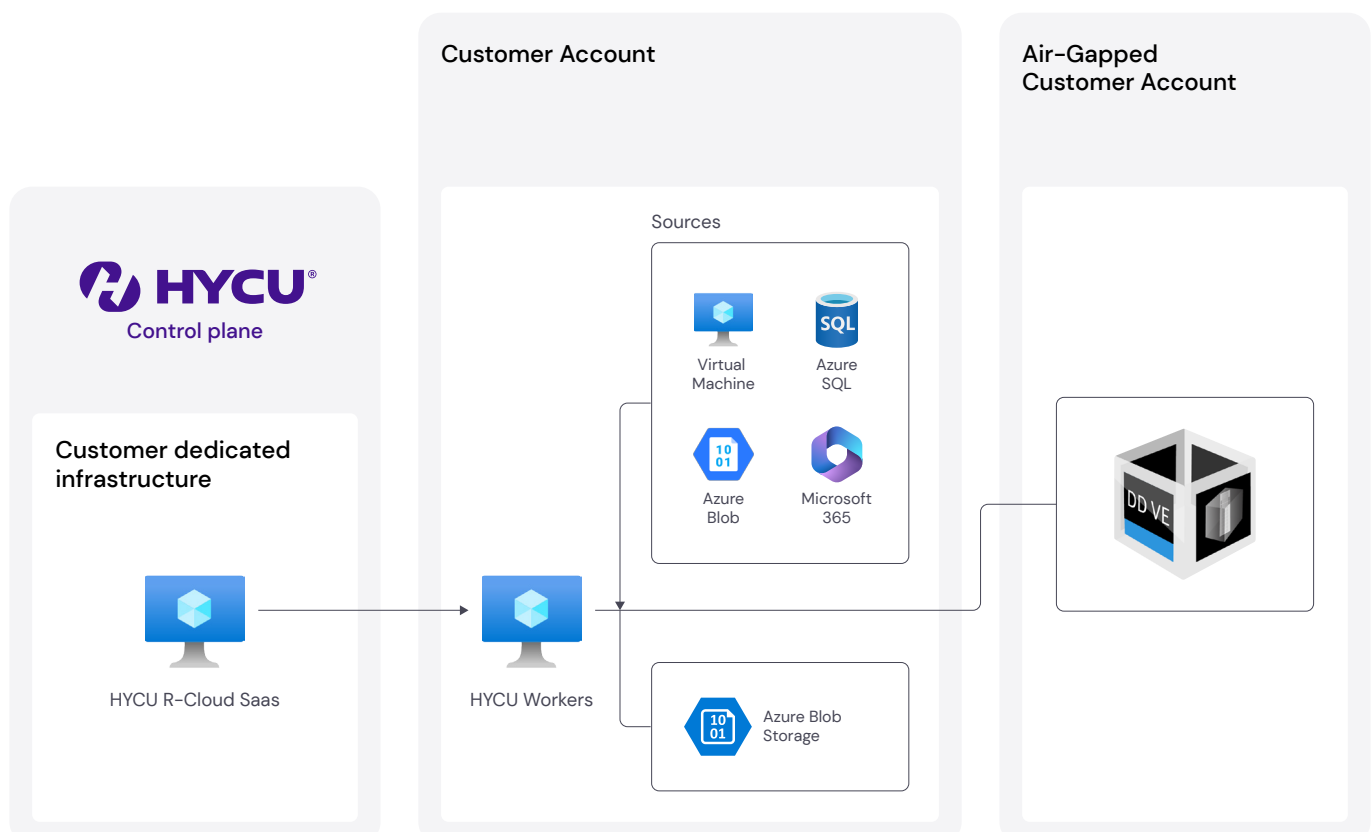 HYCU®
Control plane
Customer dedicated
infrastructure
HYCU R-Cloud Saas
Customer Account
Sources
Virtual
Machine
SQL
Azure
SQL
10
01
Azure
Blob
Microsoft
365
HYCU Workers
10
01
Azure Blob
Storage
Air-Gapped
Customer Account
DD VE